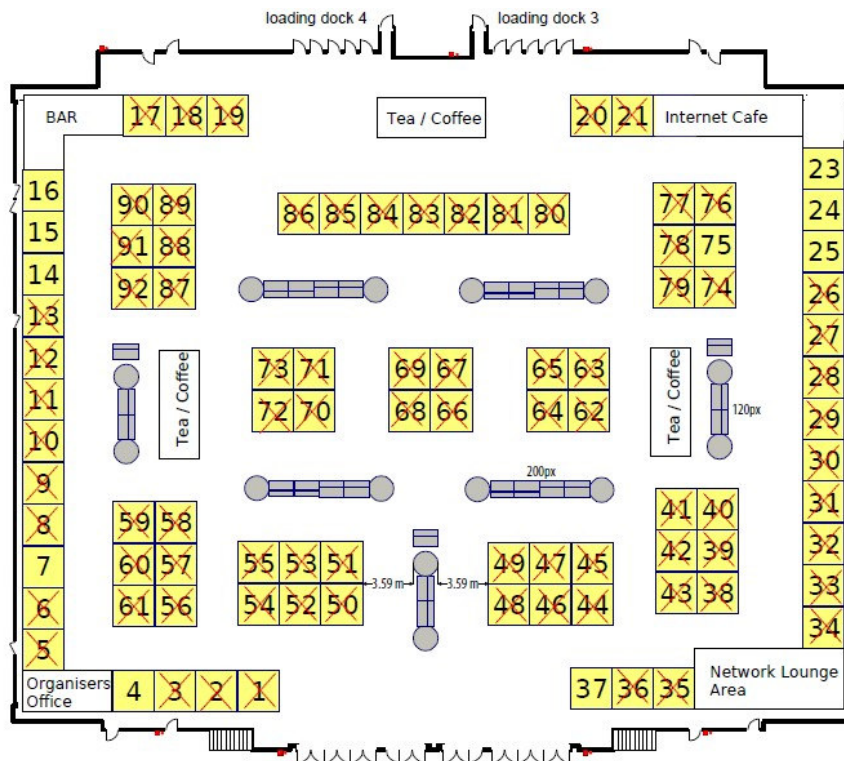 loading dock 4
loading dock 3
BAR
17 18 19
Tea / Coffee
20 21
Internet Cafe
23
16
90 89
86 85 84 83 82 81 80
77 76
24
15
91 88
78 75
25
14
92 87
79 74
26
13
27
12
73 71
69 67
65 63
28
Tea / Coffee
Tea / Coffee
11
72 70
68 66
64 62
120px
29
10
30
9
200px
31
59 58
41 40
8
32
55 53 51
49 47 45
7
60 57
42 39
3.59 m
3.59 m
33
6
61 56
54 52 50
48 46 44
43 38
34
5
Organisers
Office
4 3 2 1
37 36 35
Network Lounge
Area